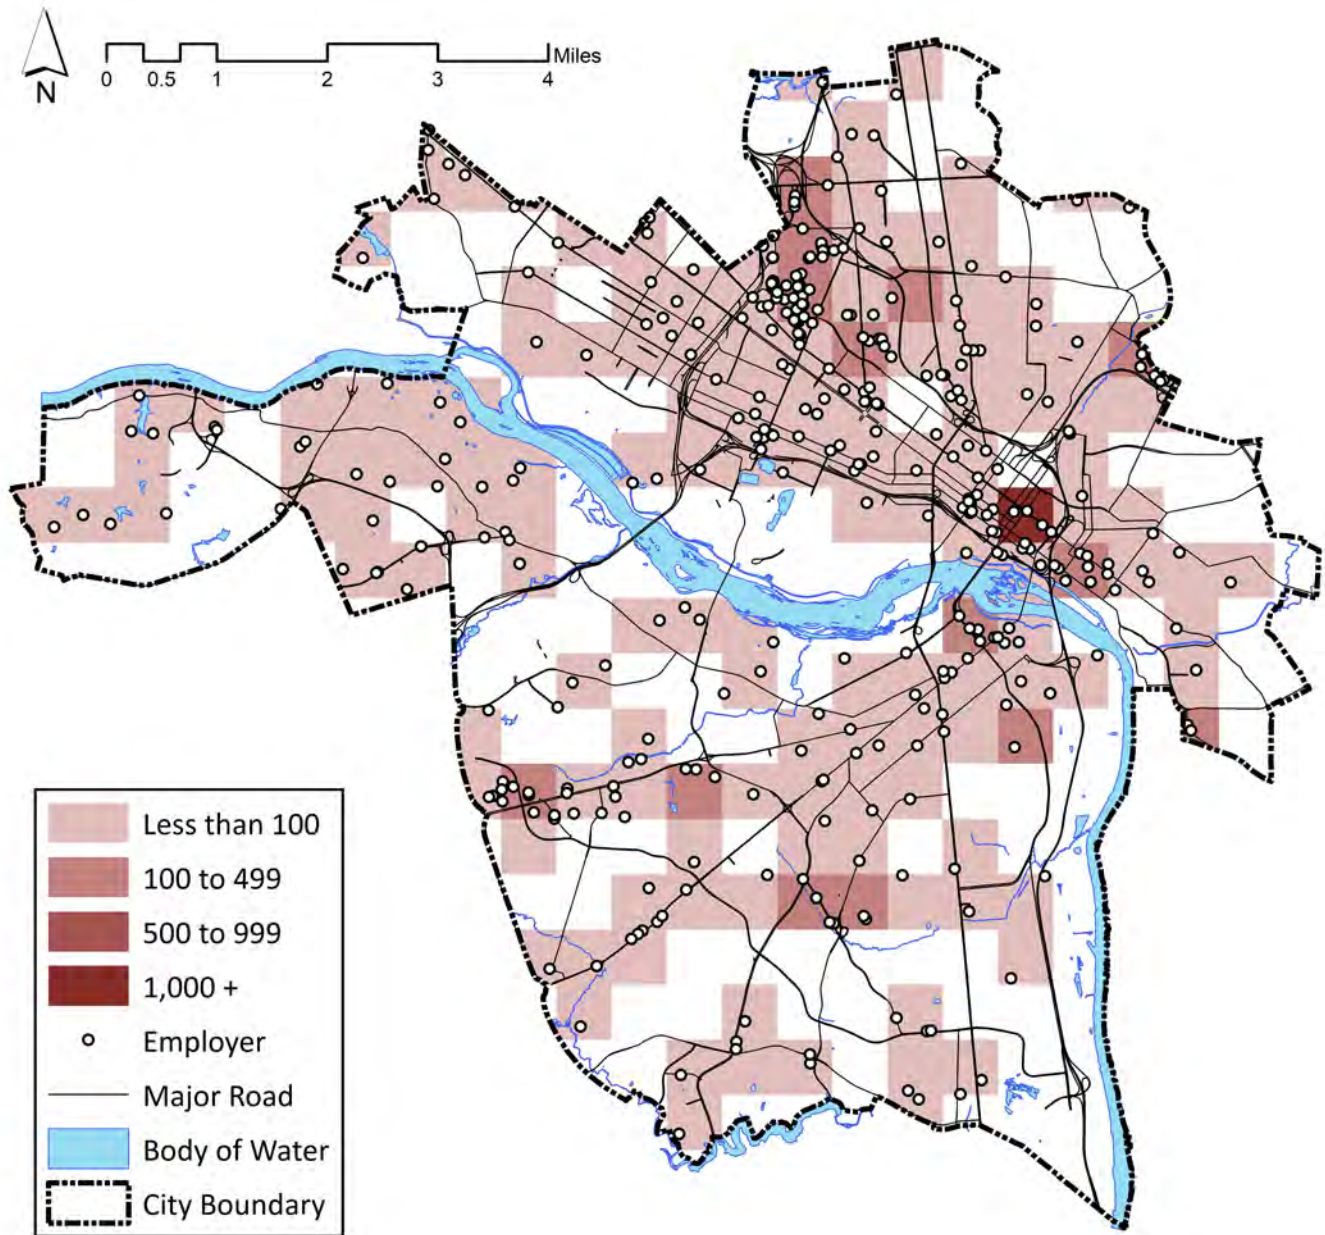 N
0 0.5 1 2 3 4 Miles
Less than 100
100 to 499
500 to 999
1,000 +
Employer
Major Road
Body of Water
City Boundary